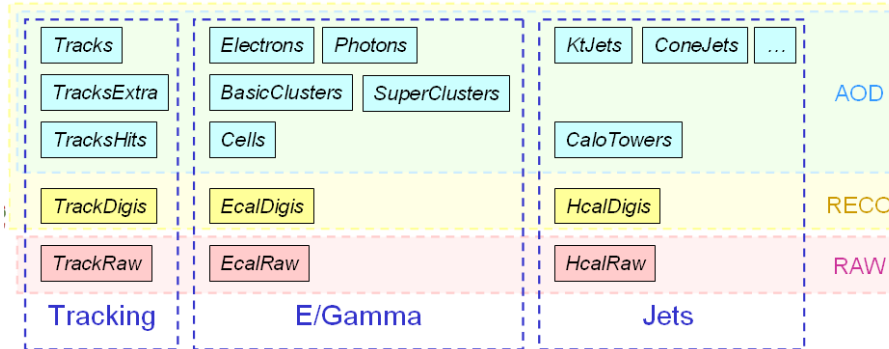 Tracks Electrons Photons KtJets ConeJets ...
TracksExtra BasicClusters SuperClusters AOD
TracksHits Cells CaloTowers
TrackDigis EcalDigis HcalDigis RECO
TrackRaw EcalRaw HcalRaw RAW
Tracking E/Gamma Jets